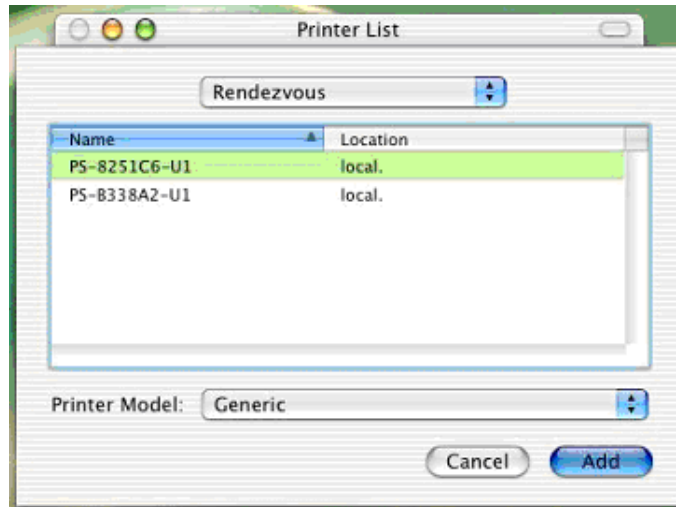 Printer List
Rendezvous
Name Location
PS-8251C6-U1 local.
PS-B338A2-U1 local.
Printer Model: Generic
Cancel Add